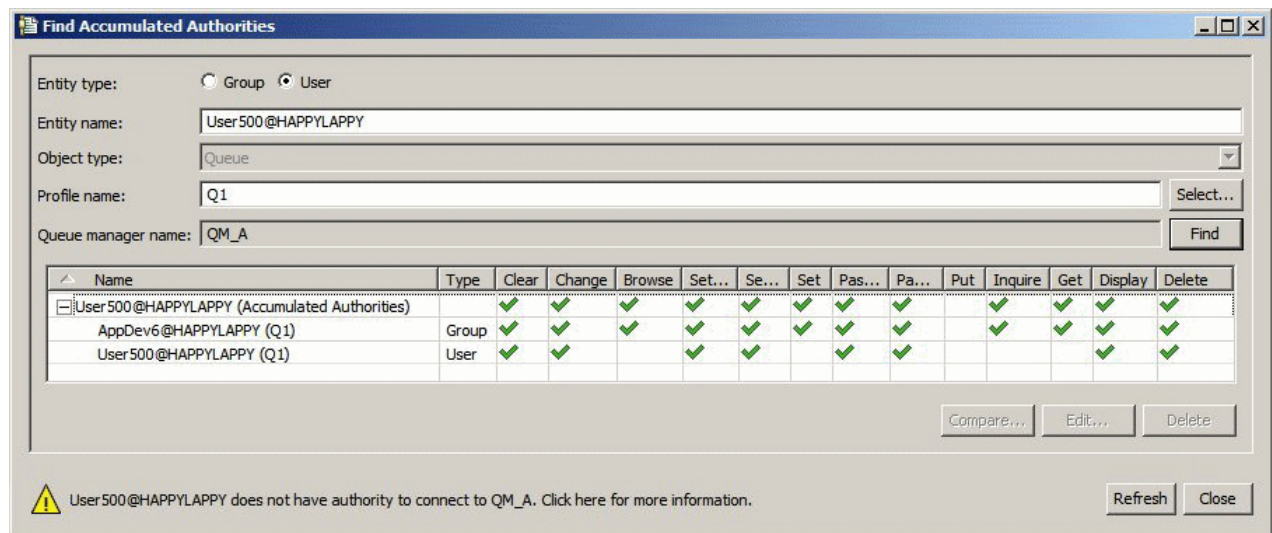 Find Accumulated Authorities
Entity type: Group User
Entity name: User500@HAPPYLAPPY
Object type: Queue
Profile name: Q1 Select...
Queue manager name: QM_A Find
Name Type Clear Change Browse Set... Se... Set Pas... Pa... Put Inquire Get Display Delete
User500@HAPPYLAPPY (Accumulated Authorities)
AppDev6@HAPPYLAPPY (Q1) Group
User500@HAPPYLAPPY (Q1) User
Compare... Edit... Delete
User500@HAPPYLAPPY does not have authority to connect to QM_A. Click here for more information. Refresh Close